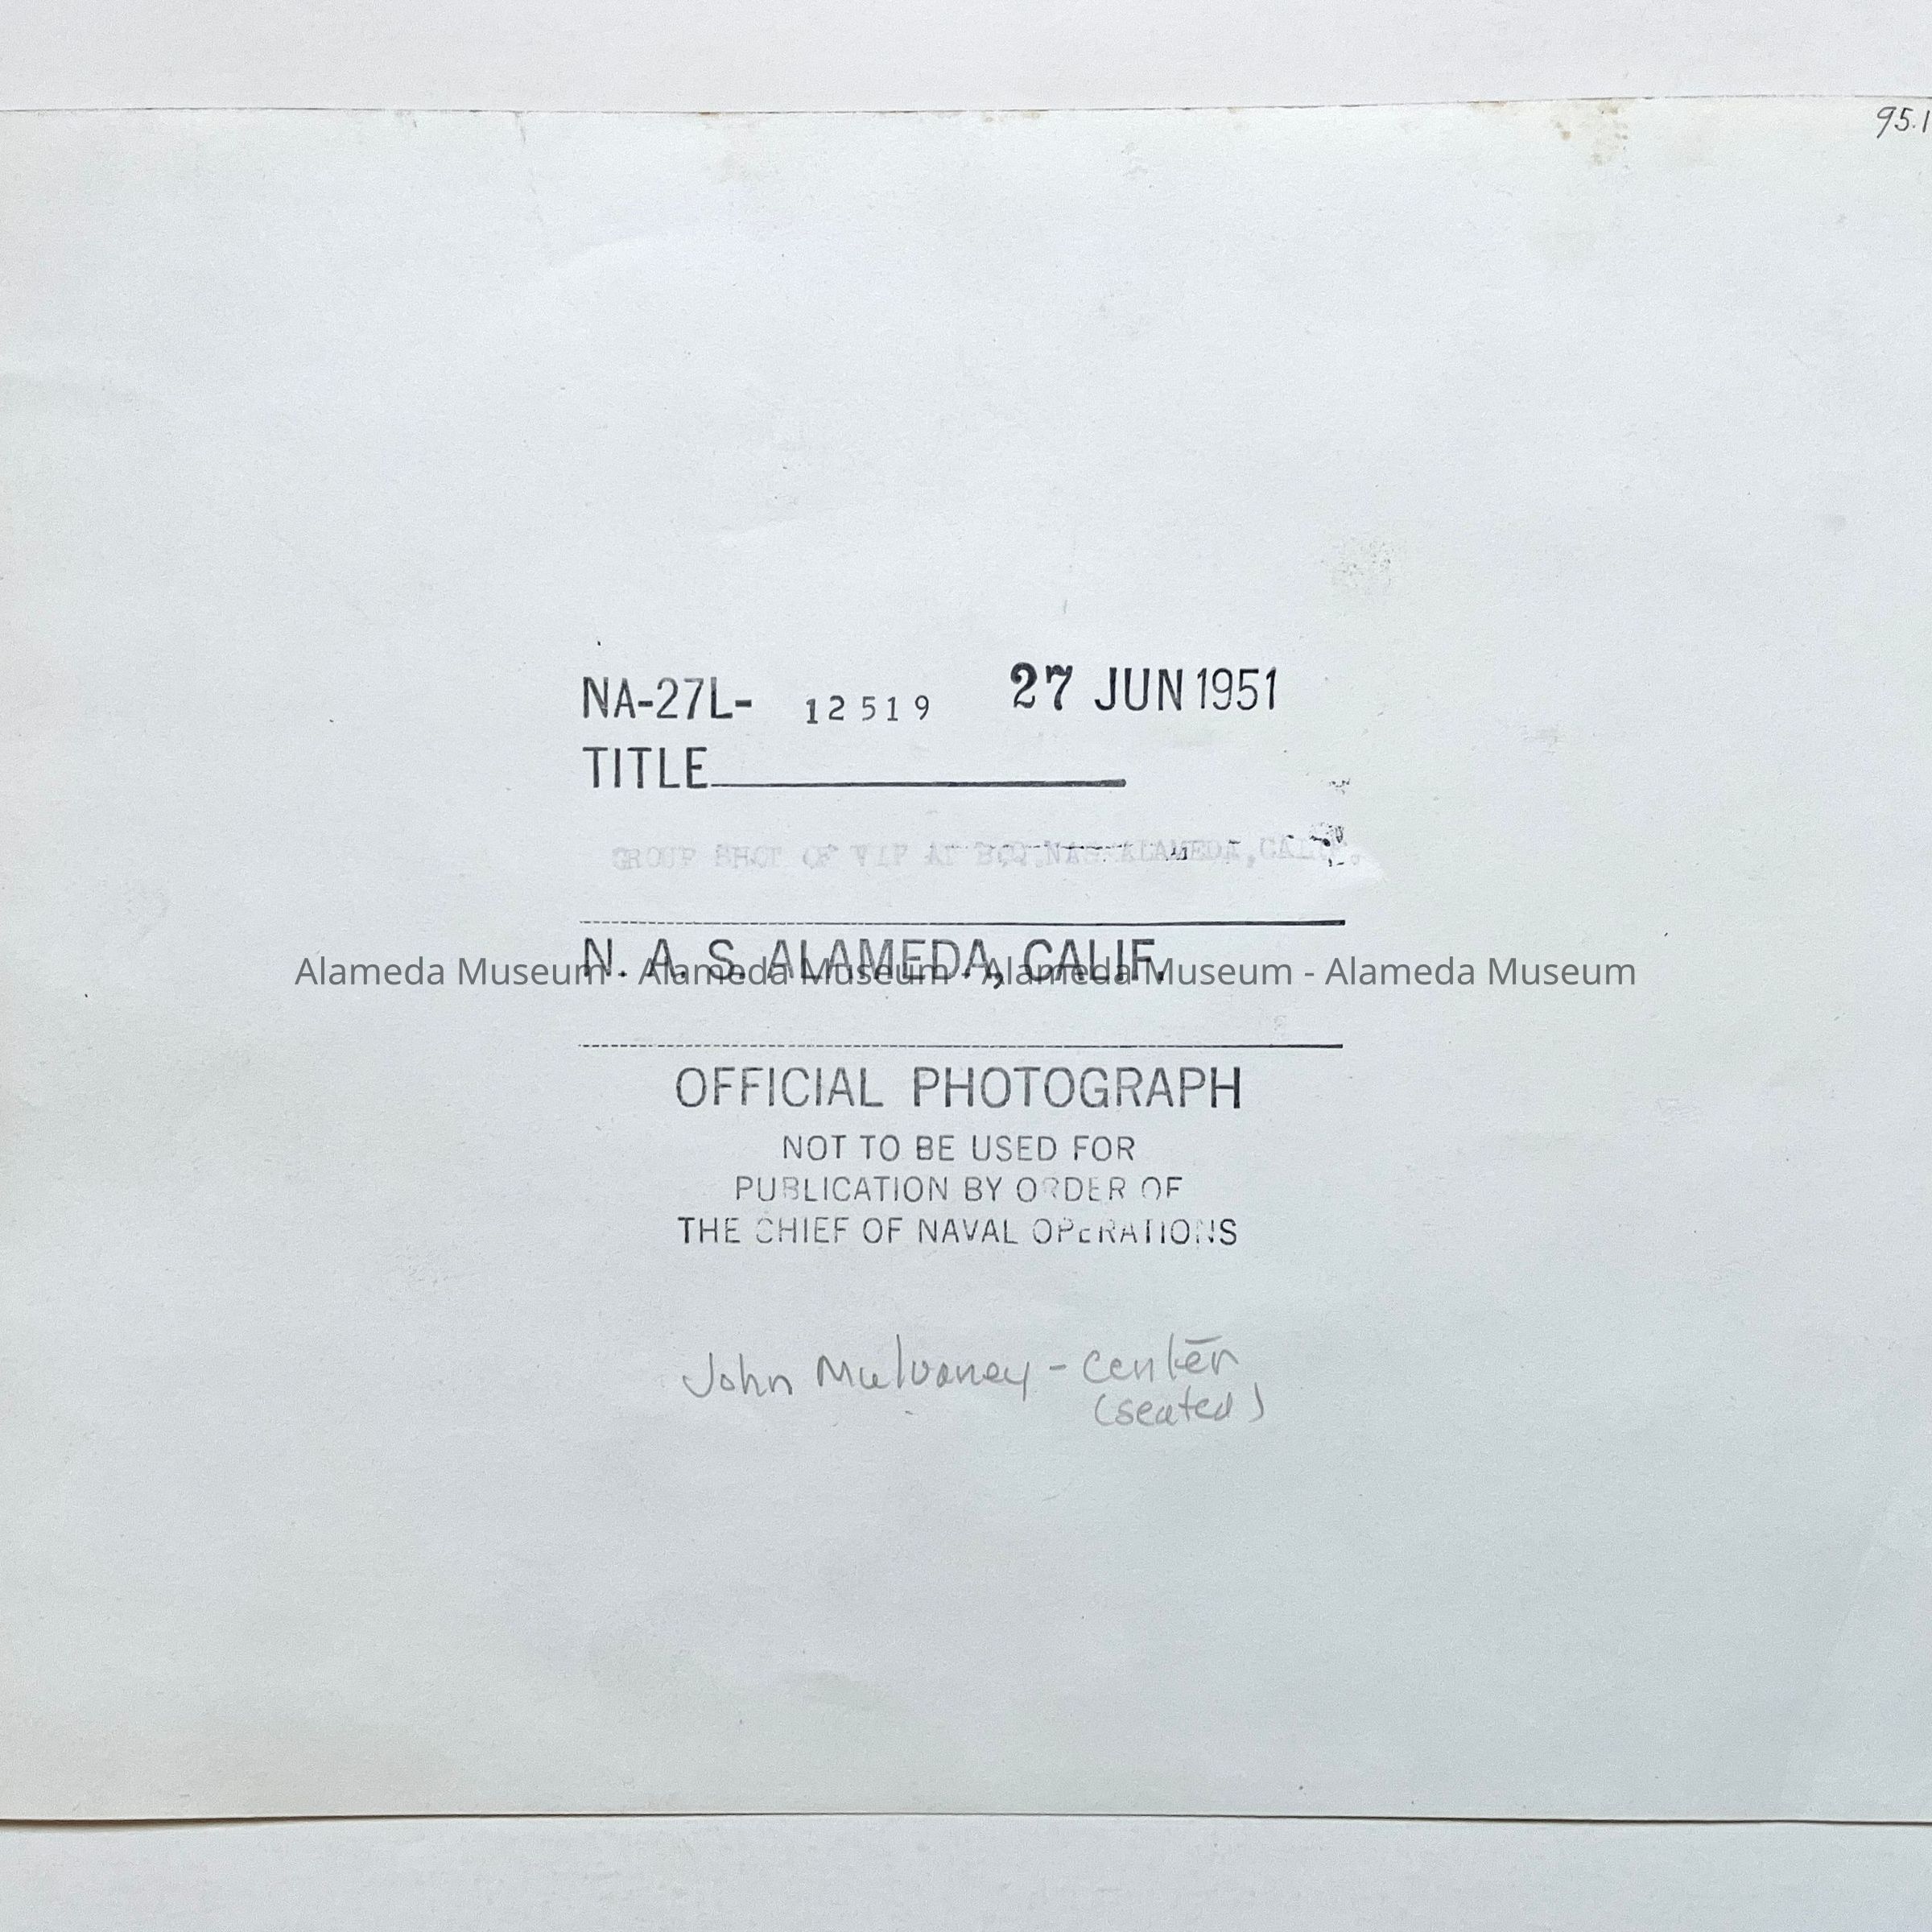 95.1
NA-27L- 12519 27 JUN 1951
TITLE
GROUP SHOT OF VIP AT BOQ, NAS ALAMEDA, CALIF.
N. A. S. ALAMEDA, CALIF.
Alameda Museum - Alameda Museum - Alameda Museum - Alameda Museum
OFFICIAL PHOTOGRAPH
NOT TO BE USED FOR
PUBLICATION BY ORDER OF
THE CHIEF OF NAVAL OPERATIONS
John Mulvaney - Center
(seated)